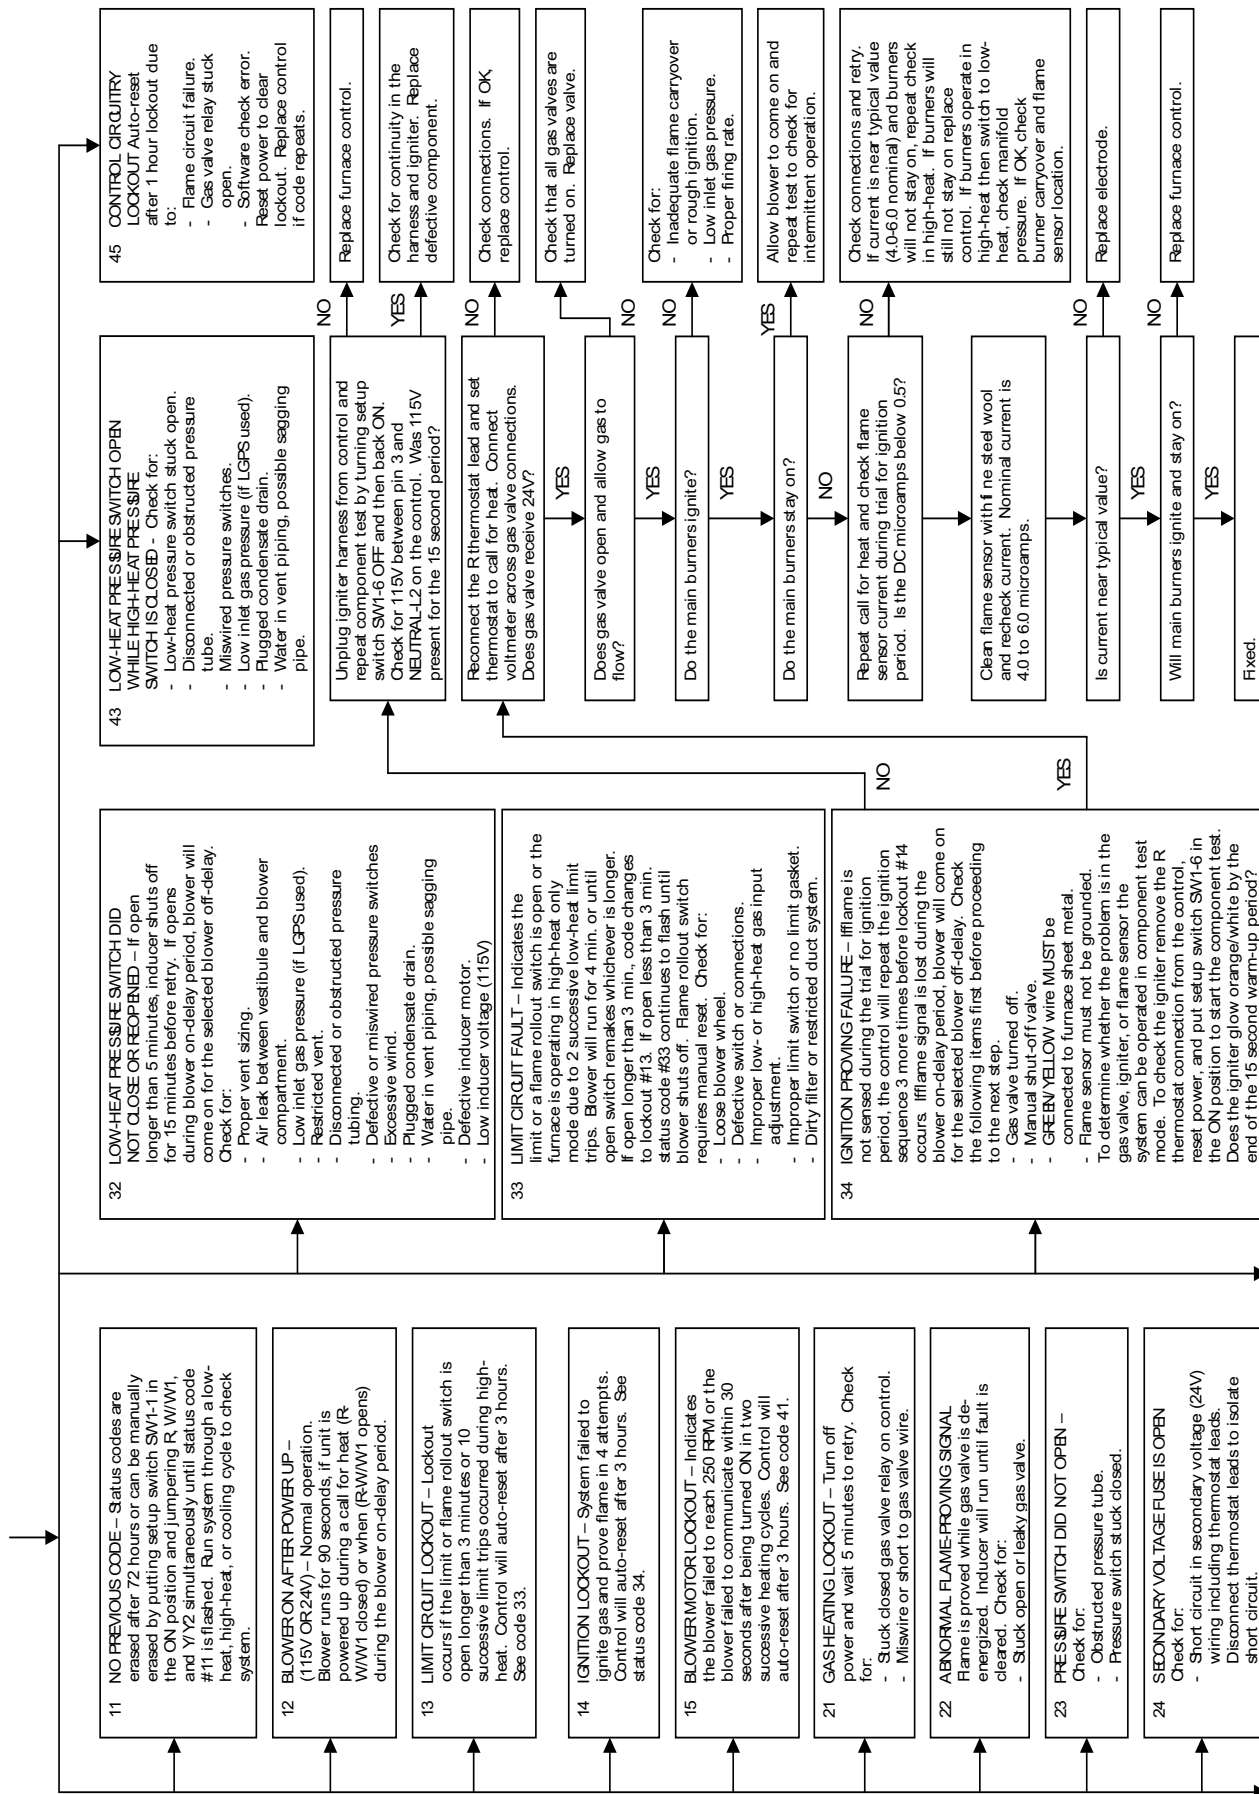 11 NO PREVIOUS CODE – Status codes are
erased after 72 hours or can be manually
erased by putting setup switch SW1-1 in
the ON position and jumpering R, W/W1,
and Y/Y2 simultaneously until status code
#11 is flashed. Run system through a low-
heat, high-heat, or cooling cycle to check
system.
12 BLOWER ON AFTER POWER UP –
(115V OR 24V) – Normal operation.
Blower runs for 90 seconds, if unit is
powered up during a call for heat (R-
W/W1 closed) or when (R-W/W1 opens)
during the blower on-delay period.
13 LIMIT CIRCUIT LOCKOUT – Lockout
occurs if the limit or flame rollout switch is
open longer than 3 minutes or 10
successive limit trips occurred during high-
heat. Control will auto-reset after 3 hours.
See code 33.
14 IGNITION LOCKOUT – System failed to
ignite gas and prove flame in 4 attempts.
Control will auto-reset after 3 hours. See
status code 34.
15 BLOWER MOTOR LOCKOUT – Indicates
the blower failed to reach 250 RPM or the
blower failed to communicate within 30
seconds after being turned ON in two
successive heating cycles. Control will
auto-reset after 3 hours. See code 41.
21 GAS HEATING LOCKOUT – Turn off
power and wait 5 minutes to retry. Check
for:
- Stuck closed gas valve relay on control.
- Miswire or short to gas valve wire.
22 ABNORMAL FLAME-PROVING SIGNAL
Flame is proved while gas valve is de-
energized. Inducer will run until fault is
cleared. Check for:
- Stuck open or leaky gas valve.
23 PRESSURE SWITCH DID NOT OPEN –
Check for:
- Obstructed pressure tube.
- Pressure switch stuck closed.
24 SECONDARY VOLTAGE FUSE IS OPEN
Check for:
- Short circuit in secondary voltage (24V)
wiring including thermostat leads.
Disconnect thermostat leads to isolate
short circuit.
32 LOW-HEAT PRESSURE SWITCH DID
NOT CLOSE OR REOPENED – If open
longer than 5 minutes, inducer shuts off
for 15 minutes before retry. If opens
during blower on-delay period, blower will
come on for the selected blower off-delay.
Check for:
- Proper vent sizing.
- Air leak between vestibule and blower
compartment.
- Low inlet gas pressure (if LGPS used).
- Restricted vent.
- Disconnected or obstructed pressure
tubing.
- Defective or miswired pressure switches
- Excessive wind.
- Plugged condensate drain.
- Water in vent piping, possible sagging
pipe.
- Defective inducer motor.
- Low inducer voltage (115V)
33 LIMIT CIRCUIT FAULT – Indicates the
limit or a flame rollout switch is open or the
furnace is operating in high-heat only
mode due to 2 successive low-heat limit
trips. Blower will run for 4 min. or until
open switch remakes whichever is longer.
If open longer than 3 min., code changes
to lockout #13. If open less than 3 min.
status code #33 continues to flash until
blower shuts off. Flame rollout switch
requires manual reset. Check for:
- Loose blower wheel.
- Defective switch or connections.
- Improper low- or high-heat gas input
adjustment.
- Improper limit switch or no limit gasket.
- Dirty filter or restricted duct system.
34 IGNITION PROVING FAILURE – If flame is
not sensed during the trial for ignition
period, the control will repeat the ignition
sequence 3 more times before lockout #14
occurs. If flame signal is lost during the
blower on-delay period, blower will come on
for the selected blower off-delay. Check
the following items first before proceeding
to the next step.
- Gas valve turned off.
- Manual shut-off valve.
- GREEN/YELLOW wire MUST be
connected to furnace sheet metal.
- Flame sensor must not be grounded.
To determine whether the problem is in the
gas valve, igniter, or flame sensor the
system can be operated in component test
mode. To check the igniter remove the R
thermostat connection from the control,
reset power, and put setup switch SW1-6 in
the ON position to start the component test.
Does the igniter glow orange/white by the
end of the 15 second warm-up period?
NO
YES
43 LOW-HEAT PRESSURE SWITCH OPEN
WHILE HIGH-HEAT PRESSURE
SWITCH IS CLOSED - Check for:
- Low-heat pressure switch stuck open.
- Disconnected or obstructed pressure
tube.
- Miswired pressure switches.
- Low inlet gas pressure (if LGPS used).
- Plugged condensate drain.
- Water in vent piping, possible sagging
pipe.
Unplug igniter harness from control and
repeat component test by turning setup
switch SW1-6 OFF and then back ON.
Check for 115V between pin 3 and
NEUTRAL-L2 on the control. Was 115V
present for the 15 second period?
NO
YES
Reconnect the R thermostat lead and set
thermostat to call for heat. Connect
voltmeter across gas valve connections.
Does gas valve receive 24V?
NO
YES
Does gas valve open and allow gas to
flow?
NO
YES
Do the main burners ignite?
NO
YES
Do the main burners stay on?
YES
NO
Repeat call for heat and check flame
sensor current during trial for ignition
period. Is the DC microamps below 0.5?
NO
Clean flame sensor with fine steel wool
and recheck current. Nominal current is
4.0 to 6.0 microamps.
Is current near typical value?
NO
YES
Will main burners ignite and stay on?
NO
YES
Fixed.
45 CONTROL CIRCUITRY
LOCKOUT Auto-reset
after 1 hour lockout due
to:
- Flame circuit failure.
- Gas valve relay stuck
open.
- Software check error.
Reset power to clear
lockout. Replace control
if code repeats.
Replace furnace control.
Check for continuity in the
harness and igniter. Replace
defective component.
Check connections. If OK,
replace control.
Check that all gas valves are
turned on. Replace valve.
Check for:
- Inadequate flame carryover
or rough ignition.
- Low inlet gas pressure.
- Proper firing rate.
Allow blower to come on and
repeat test to check for
intermittent operation.
Check connections and retry.
If current is near typical value
(4.0-6.0 nominal) and burners
will not stay on, repeat check
in high-heat. If burners will
still not stay on replace
control. If burners operate in
high-heat then switch to low-
heat, check manifold
pressure. If OK, check
burner carryover and flame
sensor location.
Replace electrode.
Replace furnace control.